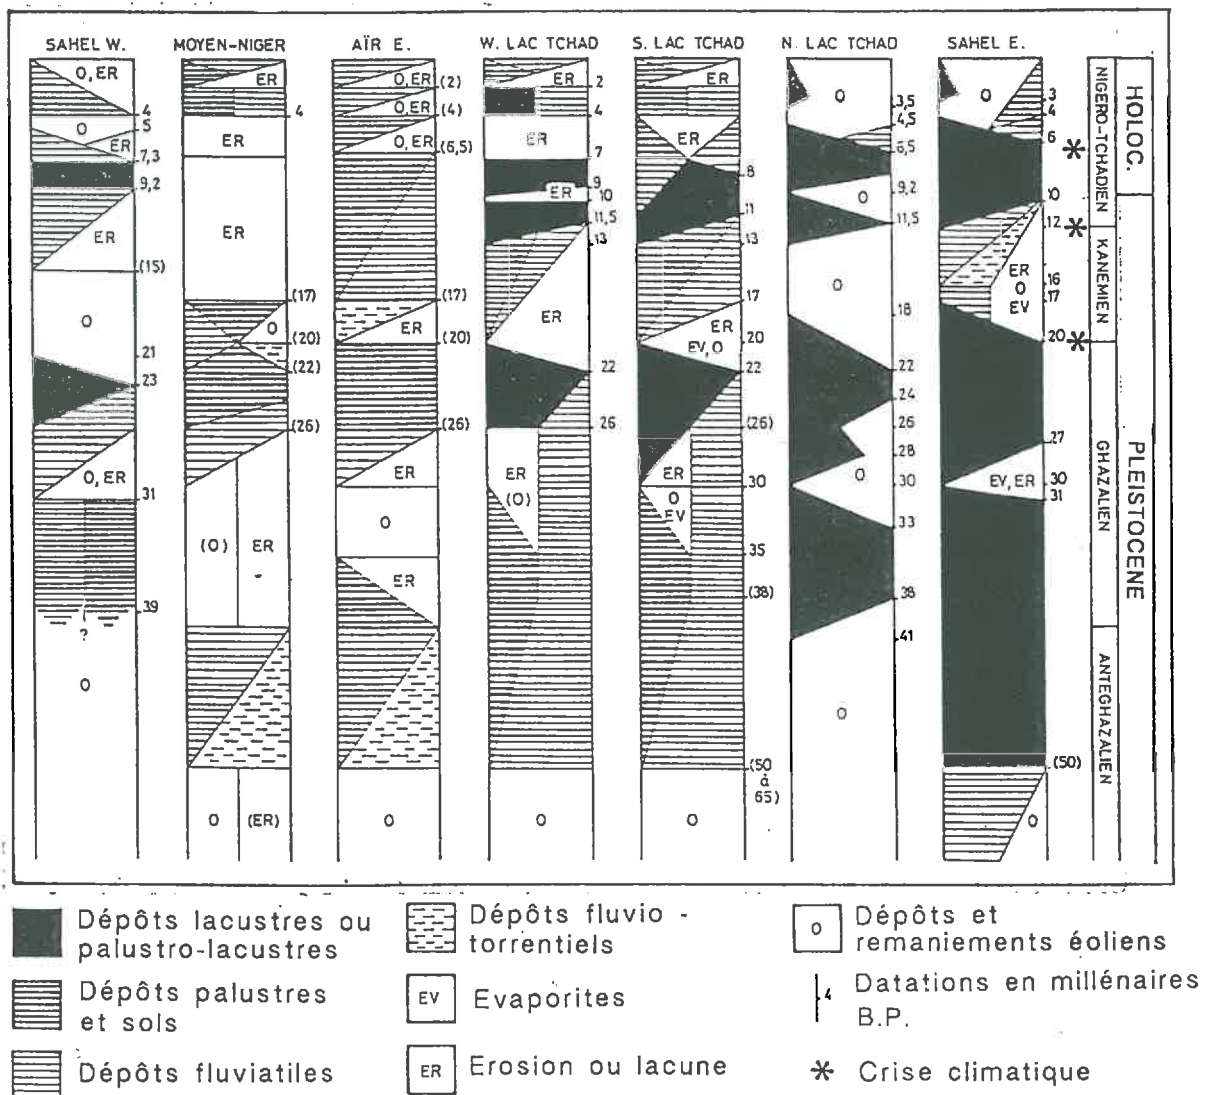 SAHEL W. MOYEN-NIGER AÏR E. W. LAC TCHAD S. LAC TCHAD N. LAC TCHAD SAHEL E.
O, ER
4
O
5
ER
7,3
9,2
ER
(15)
O
21
23
O, ER
31
39
?
O
ER
4
ER
ER
(17)
O
(20)
(22)
(26)
(O) ER
O (ER)
O, ER
(2)
O, ER
(4)
O, ER
(6,5)
(17)
ER
(20)
(26)
ER
O
ER
O
ER
2
4
ER
7
9
ER
10
11,5
13
ER
22
26
ER
(O)
O
ER
8
11
13
17
ER
EV, O
20
22
(26)
ER
30
O
EV
35
(38)
(50
à
65)
O
O
3,5
4,5
6,5
9,2
O
11,5
O
18
22
24
26
28
O
30
33
38
41
O
O
3
4
6
10
12
ER
O
EV
16
17
20
27
EV, ER
30
31
(50)
O
NIGERO-TCHADIEN
KANEMIEN
GHAZALIEN
ANTEGHAZALIEN
HOLOC.
PLEISTOCENE
Dépôts lacustres ou
palustro-lacustres
Dépôts palustres
et sols
Dépôts fluviatiles
Dépôts fluvio -
torrentiels
EV Evaporites
ER Erosion ou lacune
O Dépôts et
remaniements éoliens
4 Datations en millénaires
B.P.
* Crise climatique